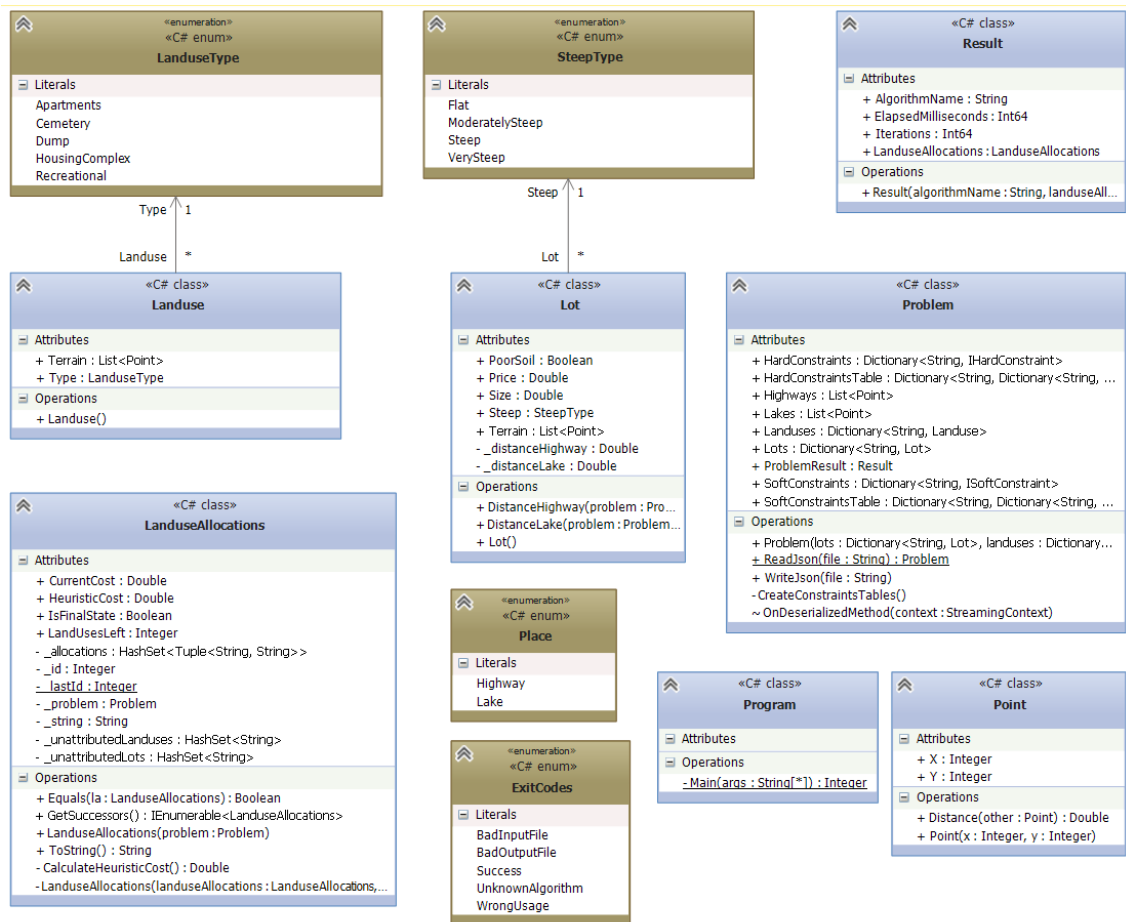 «enumeration»
«C# enum»
LanduseType
Literals
Apartments
Cemetery
Dump
HousingComplex
Recreational
Type 1
Landuse *
«C# class»
Landuse
Attributes
+ Terrain : List<Point>
+ Type : LanduseType
Operations
+ Landuse()
«C# class»
LanduseAllocations
Attributes
+ CurrentCost : Double
+ HeuristicCost : Double
+ IsFinalState : Boolean
+ LandUsesLeft : Integer
- _allocations : HashSet<Tuple<String, String>>
- _id : Integer
- _lastId : Integer
- _problem : Problem
- _string : String
- _unattributedLanduses : HashSet<String>
- _unattributedLots : HashSet<String>
Operations
+ Equals(la : LanduseAllocations) : Boolean
+ GetSuccessors() : IEnumerable<LanduseAllocations>
+ LanduseAllocations(problem : Problem)
+ ToString() : String
- CalculateHeuristicCost() : Double
- LanduseAllocations(landuseAllocations : LanduseAllocations,...
«enumeration»
«C# enum»
SteepType
Literals
Flat
ModeratelySteep
Steep
VerySteep
Steep 1
Lot *
«C# class»
Lot
Attributes
+ PoorSoil : Boolean
+ Price : Double
+ Size : Double
+ Steep : SteepType
+ Terrain : List<Point>
- _distanceHighway : Double
- _distanceLake : Double
Operations
+ DistanceHighway(problem : Pro...
+ DistanceLake(problem : Problem...
+ Lot()
«enumeration»
«C# enum»
Place
Literals
Highway
Lake
«enumeration»
«C# enum»
ExitCodes
Literals
BadInputFile
BadOutputFile
Success
UnknownAlgorithm
WrongUsage
«C# class»
Result
Attributes
+ AlgorithmName : String
+ ElapsedMilliseconds : Int64
+ Iterations : Int64
+ LanduseAllocations : LanduseAllocations
Operations
+ Result(algorithmName : String, landuseAll...
«C# class»
Problem
Attributes
+ HardConstraints : Dictionary<String, IHardConstraint>
+ HardConstraintsTable : Dictionary<String, Dictionary<String, ...
+ Highways : List<Point>
+ Lakes : List<Point>
+ Landuses : Dictionary<String, Landuse>
+ Lots : Dictionary<String, Lot>
+ ProblemResult : Result
+ SoftConstraints : Dictionary<String, ISoftConstraint>
+ SoftConstraintsTable : Dictionary<String, Dictionary<String, ...
Operations
+ Problem(lots : Dictionary<String, Lot>, landuses : Dictionary...
+ ReadJson(file : String) : Problem
+ WriteJson(file : String)
- CreateConstraintsTables()
~ OnDeserializedMethod(context : StreamingContext)
«C# class»
Program
Attributes
Operations
- Main(args : String[*]) : Integer
«C# class»
Point
Attributes
+ X : Integer
+ Y : Integer
Operations
+ Distance(other : Point) : Double
+ Point(x : Integer, y : Integer)